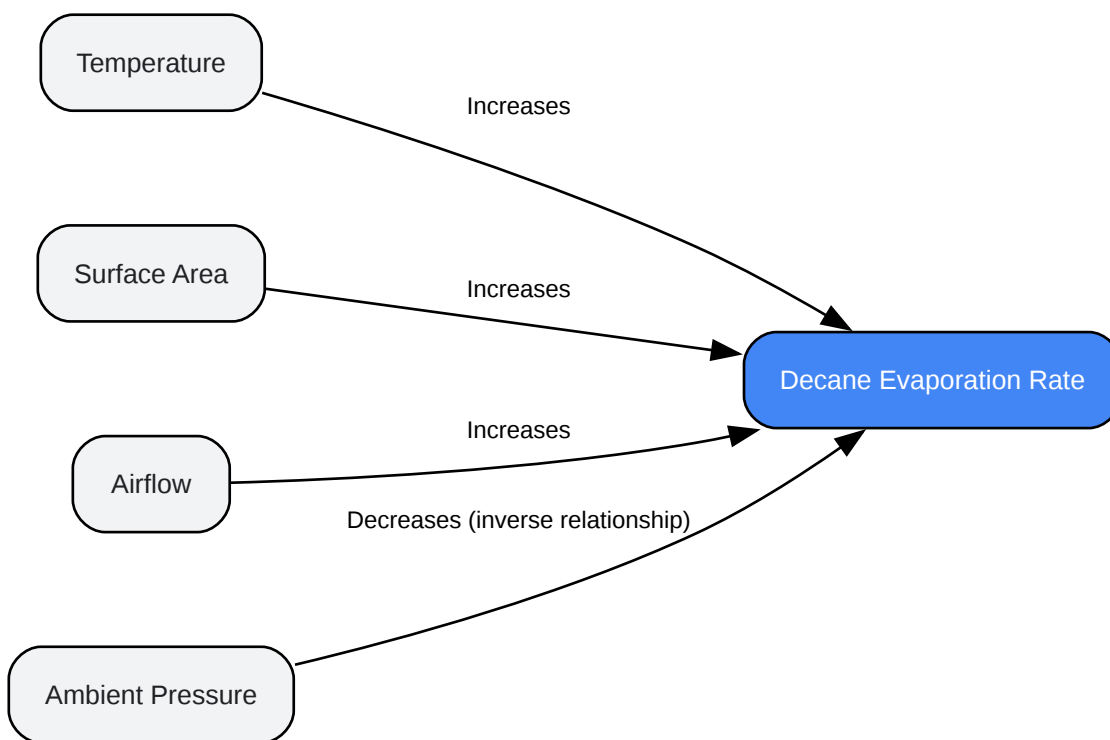 Temperature
Increases
Surface Area
Increases
Decane Evaporation Rate
Increases
Airflow
Decreases (inverse relationship)
Ambient Pressure